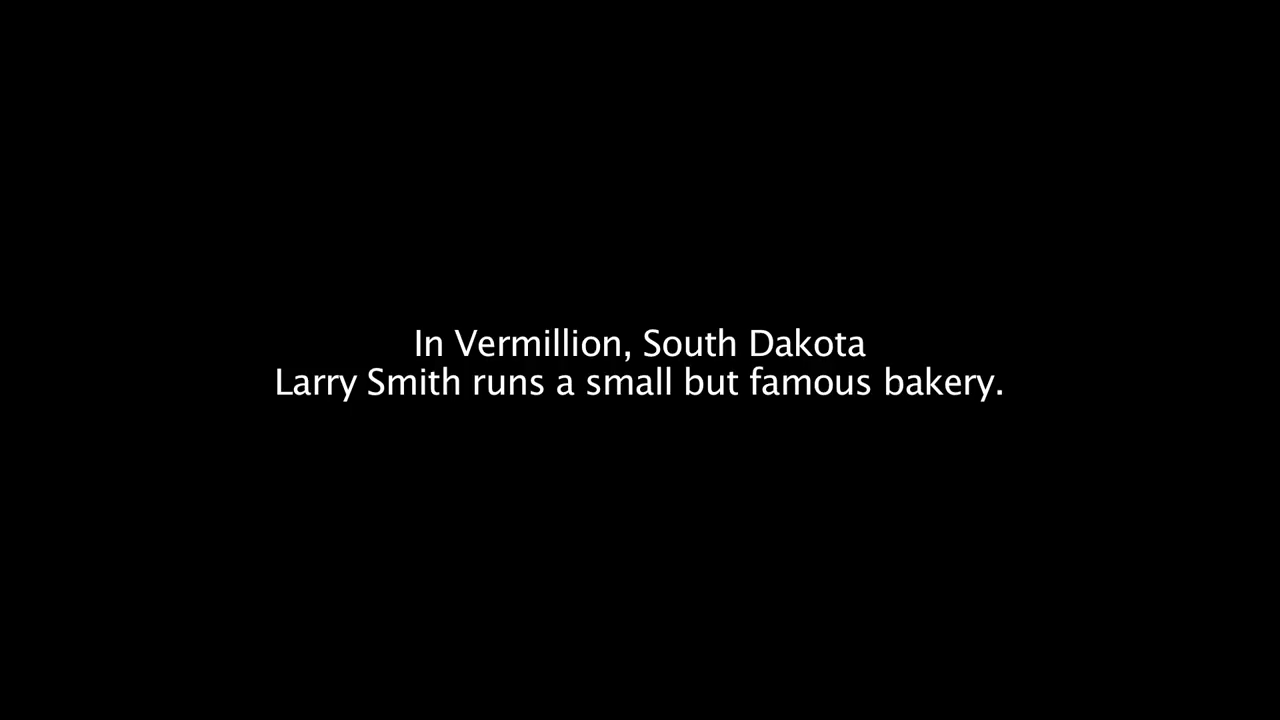 In Vermillion, South Dakota
Larry Smith runs a small but famous bakery.